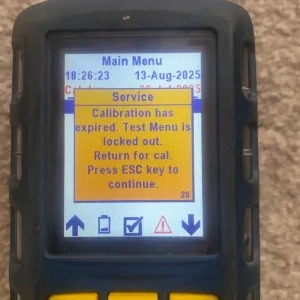 Main Menu
18:26:23 13-Aug-2025
Service
Calibration has
expired. Test Menu is
locked out.
Return for cal.
Press ESC key to
continue.
28